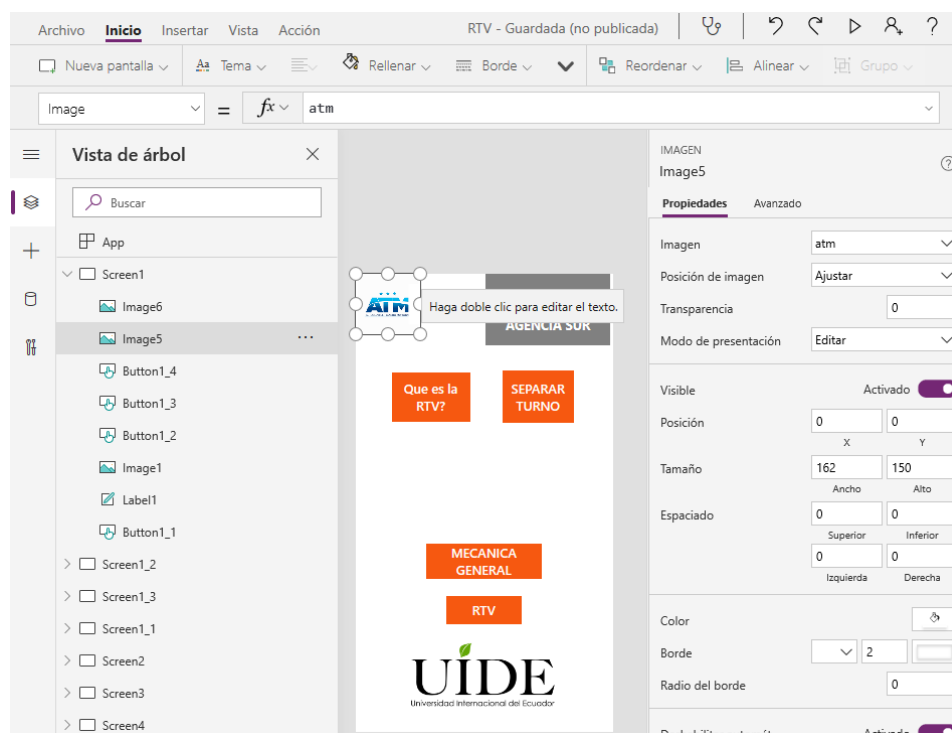 Archivo Inicio Insertar Vista Acción RTV - Guardada (no publicada) ?
Nueva pantalla Aa Tema Rellenar Borde Reordenar Alinear Grupo
Image = fx atm
Vista de árbol
Buscar
App
Screen1
Image6
Image5 ...
Button1_4
Button1_3
Button1_2
Image1
Label1
Button1_1
Screen1_2
Screen1_3
Screen1_1
Screen2
Screen3
Screen4
ATM
Haga doble clic para editar el texto.
AGENCIA SUR
Que es la
RTV?
SEPARAR
TURNO
MECANICA
GENERAL
RTV
UIDE
Universidad Internacional del Ecuador
IMAGEN
Image5
Propiedades Avanzado
Imagen atm
Posición de imagen Ajustar
Transparencia 0
Modo de presentación Editar
Visible Activado
Posición 0 0
X Y
Tamaño 162 150
Ancho Alto
Espaciado 0 0
Superior Inferior
0 0
Izquierda Derecha
Color
Borde 2
Radio del borde 0
Activado